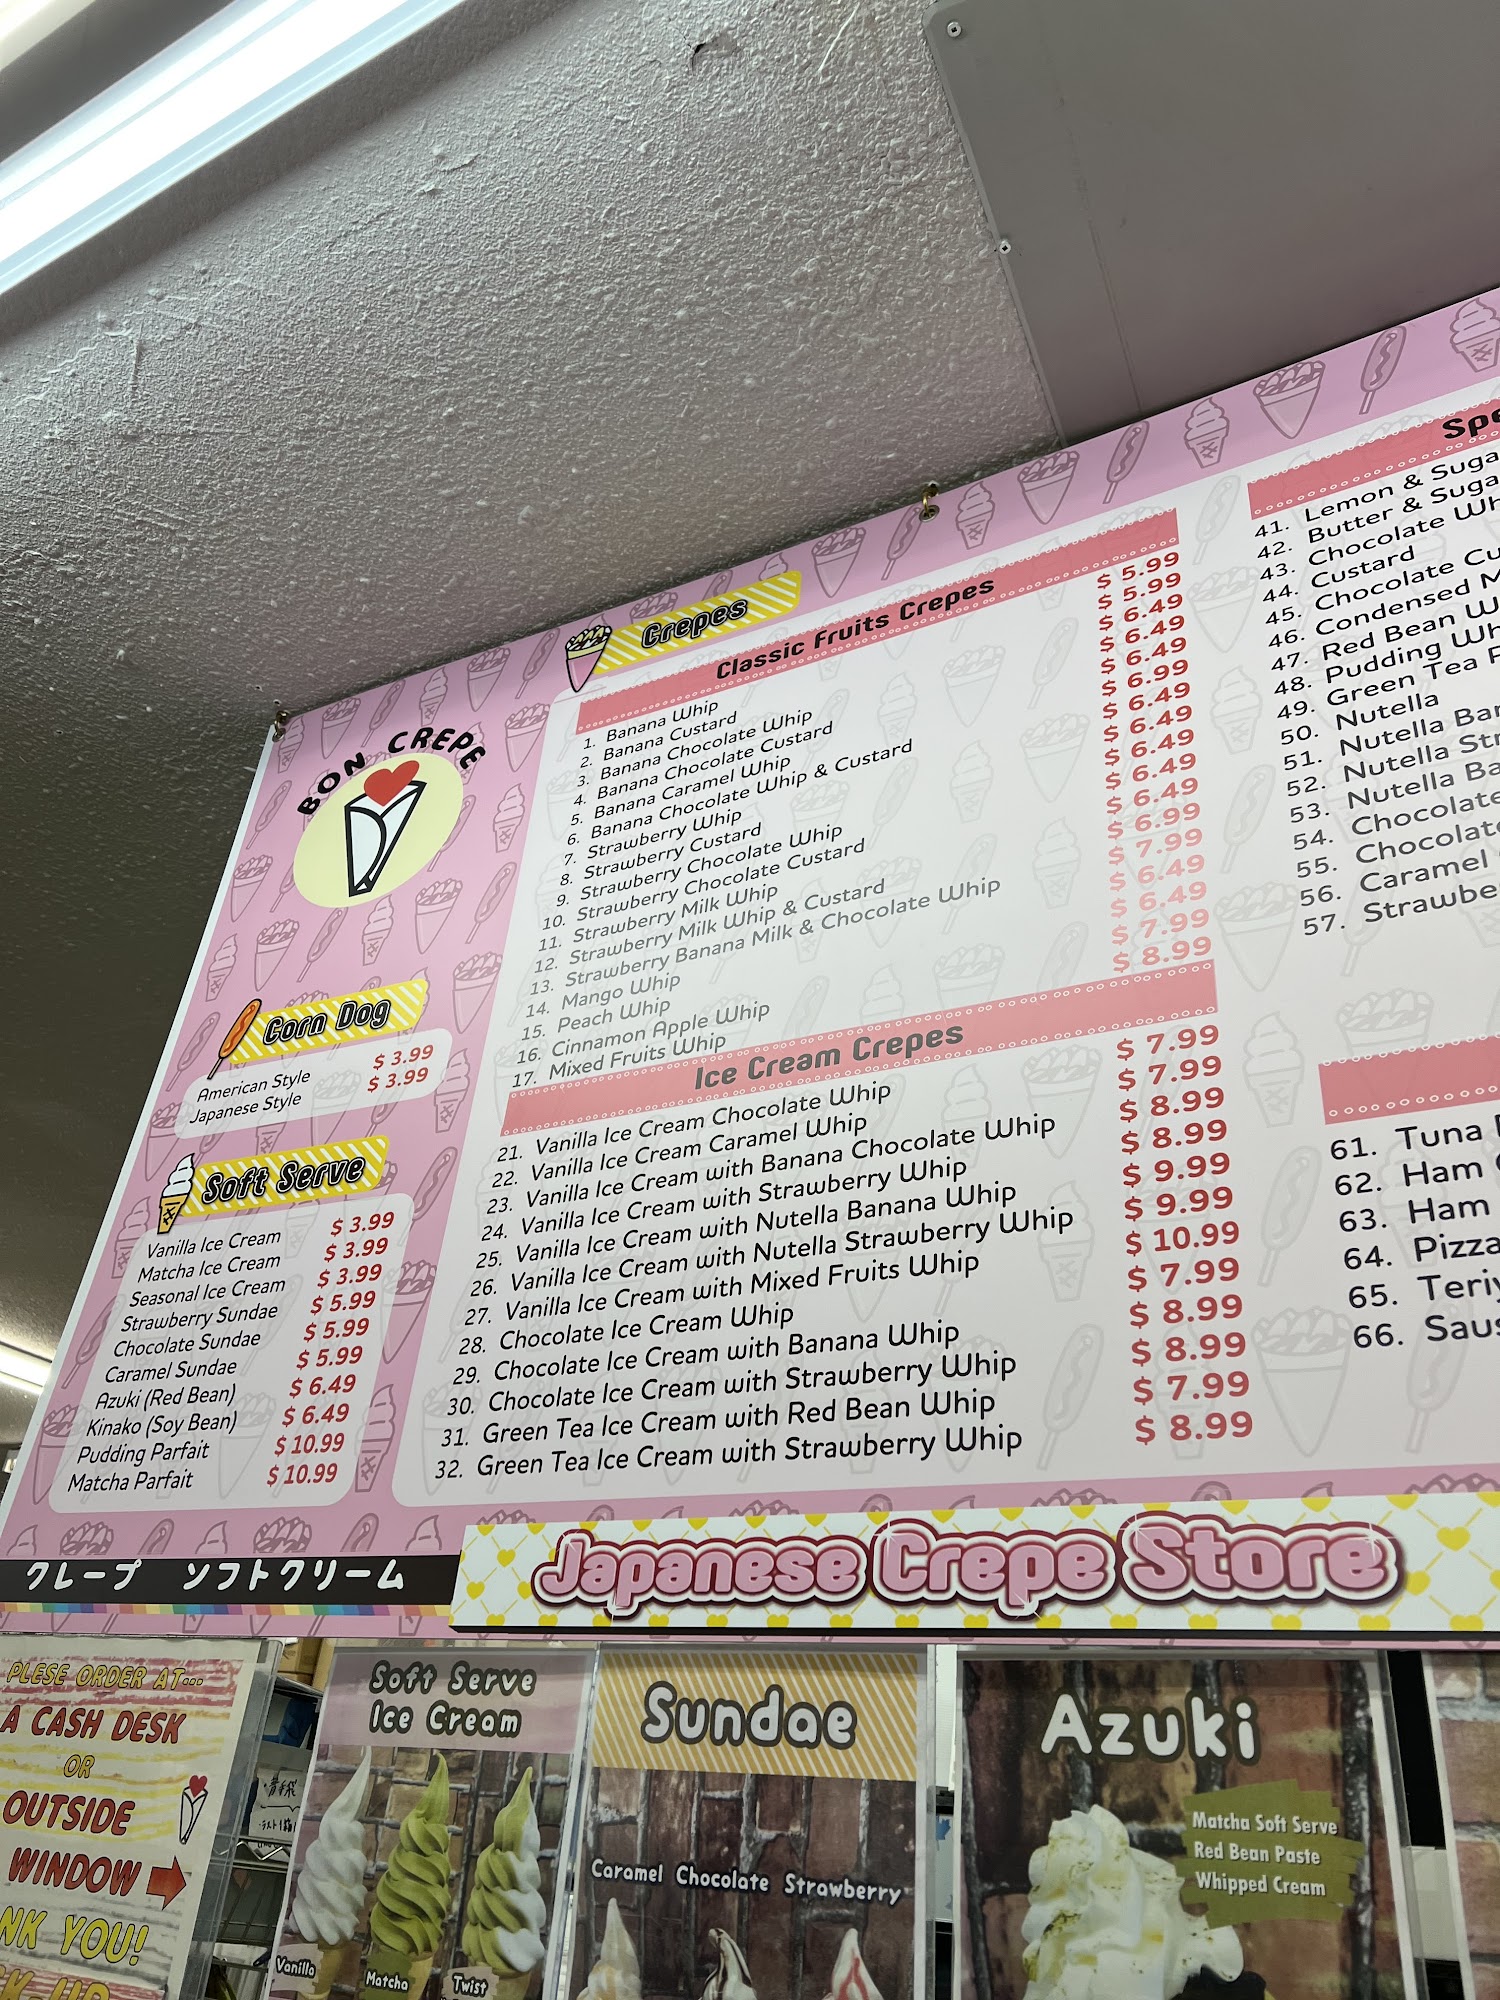 BON CREPE
Corn Dog
American Style $ 3.99
Japanese Style $ 3.99
Soft Serve
Vanilla Ice Cream $ 3.99
Matcha Ice Cream $ 3.99
Seasonal Ice Cream $ 3.99
Strawberry Sundae $ 5.99
Chocolate Sundae $ 5.99
Caramel Sundae $ 5.99
Azuki (Red Bean) $ 6.49
Kinako (Soy Bean) $ 6.49
Pudding Parfait $ 10.99
Matcha Parfait $ 10.99
クレープ ソフトクリーム
Crepes
Classic Fruits Crepes
1. Banana Whip $ 5.99
2. Banana Custard $ 5.99
3. Banana Chocolate Whip $ 6.49
4. Banana Chocolate Custard $ 6.49
5. Banana Caramel Whip $ 6.49
6. Banana Chocolate Whip & Custard $ 6.99
7. Strawberry Whip $ 6.49
8. Strawberry Custard $ 6.49
9. Strawberry Chocolate Whip $ 6.49
10. Strawberry Chocolate Custard $ 6.49
11. Strawberry Milk Whip $ 6.49
12. Strawberry Milk Whip & Custard $ 6.99
13. Strawberry Banana Milk & Chocolate Whip $ 7.99
14. Mango Whip $ 6.49
15. Peach Whip $ 6.49
16. Cinnamon Apple Whip $ 7.99
17. Mixed Fruits Whip $ 8.99
Ice Cream Crepes
21. Vanilla Ice Cream Chocolate Whip $ 7.99
22. Vanilla Ice Cream Caramel Whip $ 7.99
23. Vanilla Ice Cream with Banana Chocolate Whip $ 8.99
24. Vanilla Ice Cream with Strawberry Whip $ 8.99
25. Vanilla Ice Cream with Nutella Banana Whip $ 9.99
26. Vanilla Ice Cream with Nutella Strawberry Whip $ 9.99
27. Vanilla Ice Cream with Mixed Fruits Whip $ 10.99
28. Chocolate Ice Cream Whip $ 7.99
29. Chocolate Ice Cream with Banana Whip $ 8.99
30. Chocolate Ice Cream with Strawberry Whip $ 8.99
31. Green Tea Ice Cream with Red Bean Whip $ 7.99
32. Green Tea Ice Cream with Strawberry Whip $ 8.99
Spe
41. Lemon & Suga
42. Butter & Suga
43. Chocolate Wh
44. Custard
45. Chocolate Cu
46. Condensed M
47. Red Bean W
48. Pudding Wh
49. Green Tea
50. Nutella
51. Nutella Ban
52. Nutella Str
53. Nutella Ba
54. Chocolate
55. Chocolat
56. Caramel
57. Strawbe
61. Tuna
62. Ham
63. Ham
64. Pizza
65. Teriy
66. Saus
Japanese Crepe Store
PLESE ORDER AT...
A CASH DESK
OR
OUTSIDE
WINDOW
NK YOU!
Soft Serve
Ice Cream
Vanilla
Matcha
Twist
Sundae
Caramel Chocolate Strawberry
Azuki
Matcha Soft Serve
Red Bean Paste
Whipped Cream